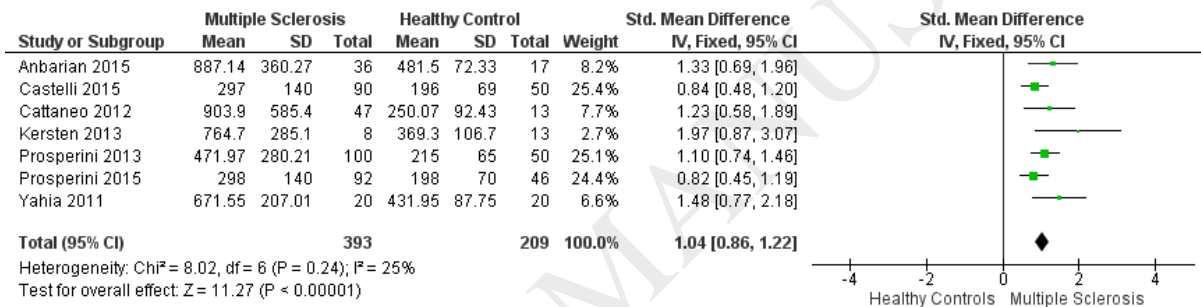 Multiple Sclerosis Healthy Control Std. Mean Difference Std. Mean Difference
Study or Subgroup Mean SD Total Mean SD Total Weight IV, Fixed, 95% CI IV, Fixed, 95% CI
Anbarian 2015 887.14 360.27 36 481.5 72.33 17 8.2% 1.33 [0.69, 1.96]
Castelli 2015 297 140 90 196 69 50 25.4% 0.84 [0.48, 1.20]
Cattaneo 2012 903.9 585.4 47 250.07 92.43 13 7.7% 1.23 [0.58, 1.89]
Kersten 2013 764.7 285.1 8 369.3 106.7 13 2.7% 1.97 [0.87, 3.07]
Prosperini 2013 471.97 280.21 100 215 65 50 25.1% 1.10 [0.74, 1.46]
Prosperini 2015 298 140 92 198 70 46 24.4% 0.82 [0.45, 1.19]
Yahia 2011 671.55 207.01 20 431.95 87.75 20 6.6% 1.48 [0.77, 2.18]
Total (95% CI) 393 209 100.0% 1.04 [0.86, 1.22]
Heterogeneity: Chi² = 8.02, df = 6 (P = 0.24); I² = 25%
Test for overall effect: Z = 11.27 (P < 0.00001)
-4 -2 0 2 4
Healthy Controls Multiple Sclerosis